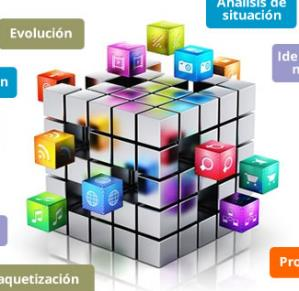 Análisis de
situación
Evolución
Ide
n
n
Pro
aquetización